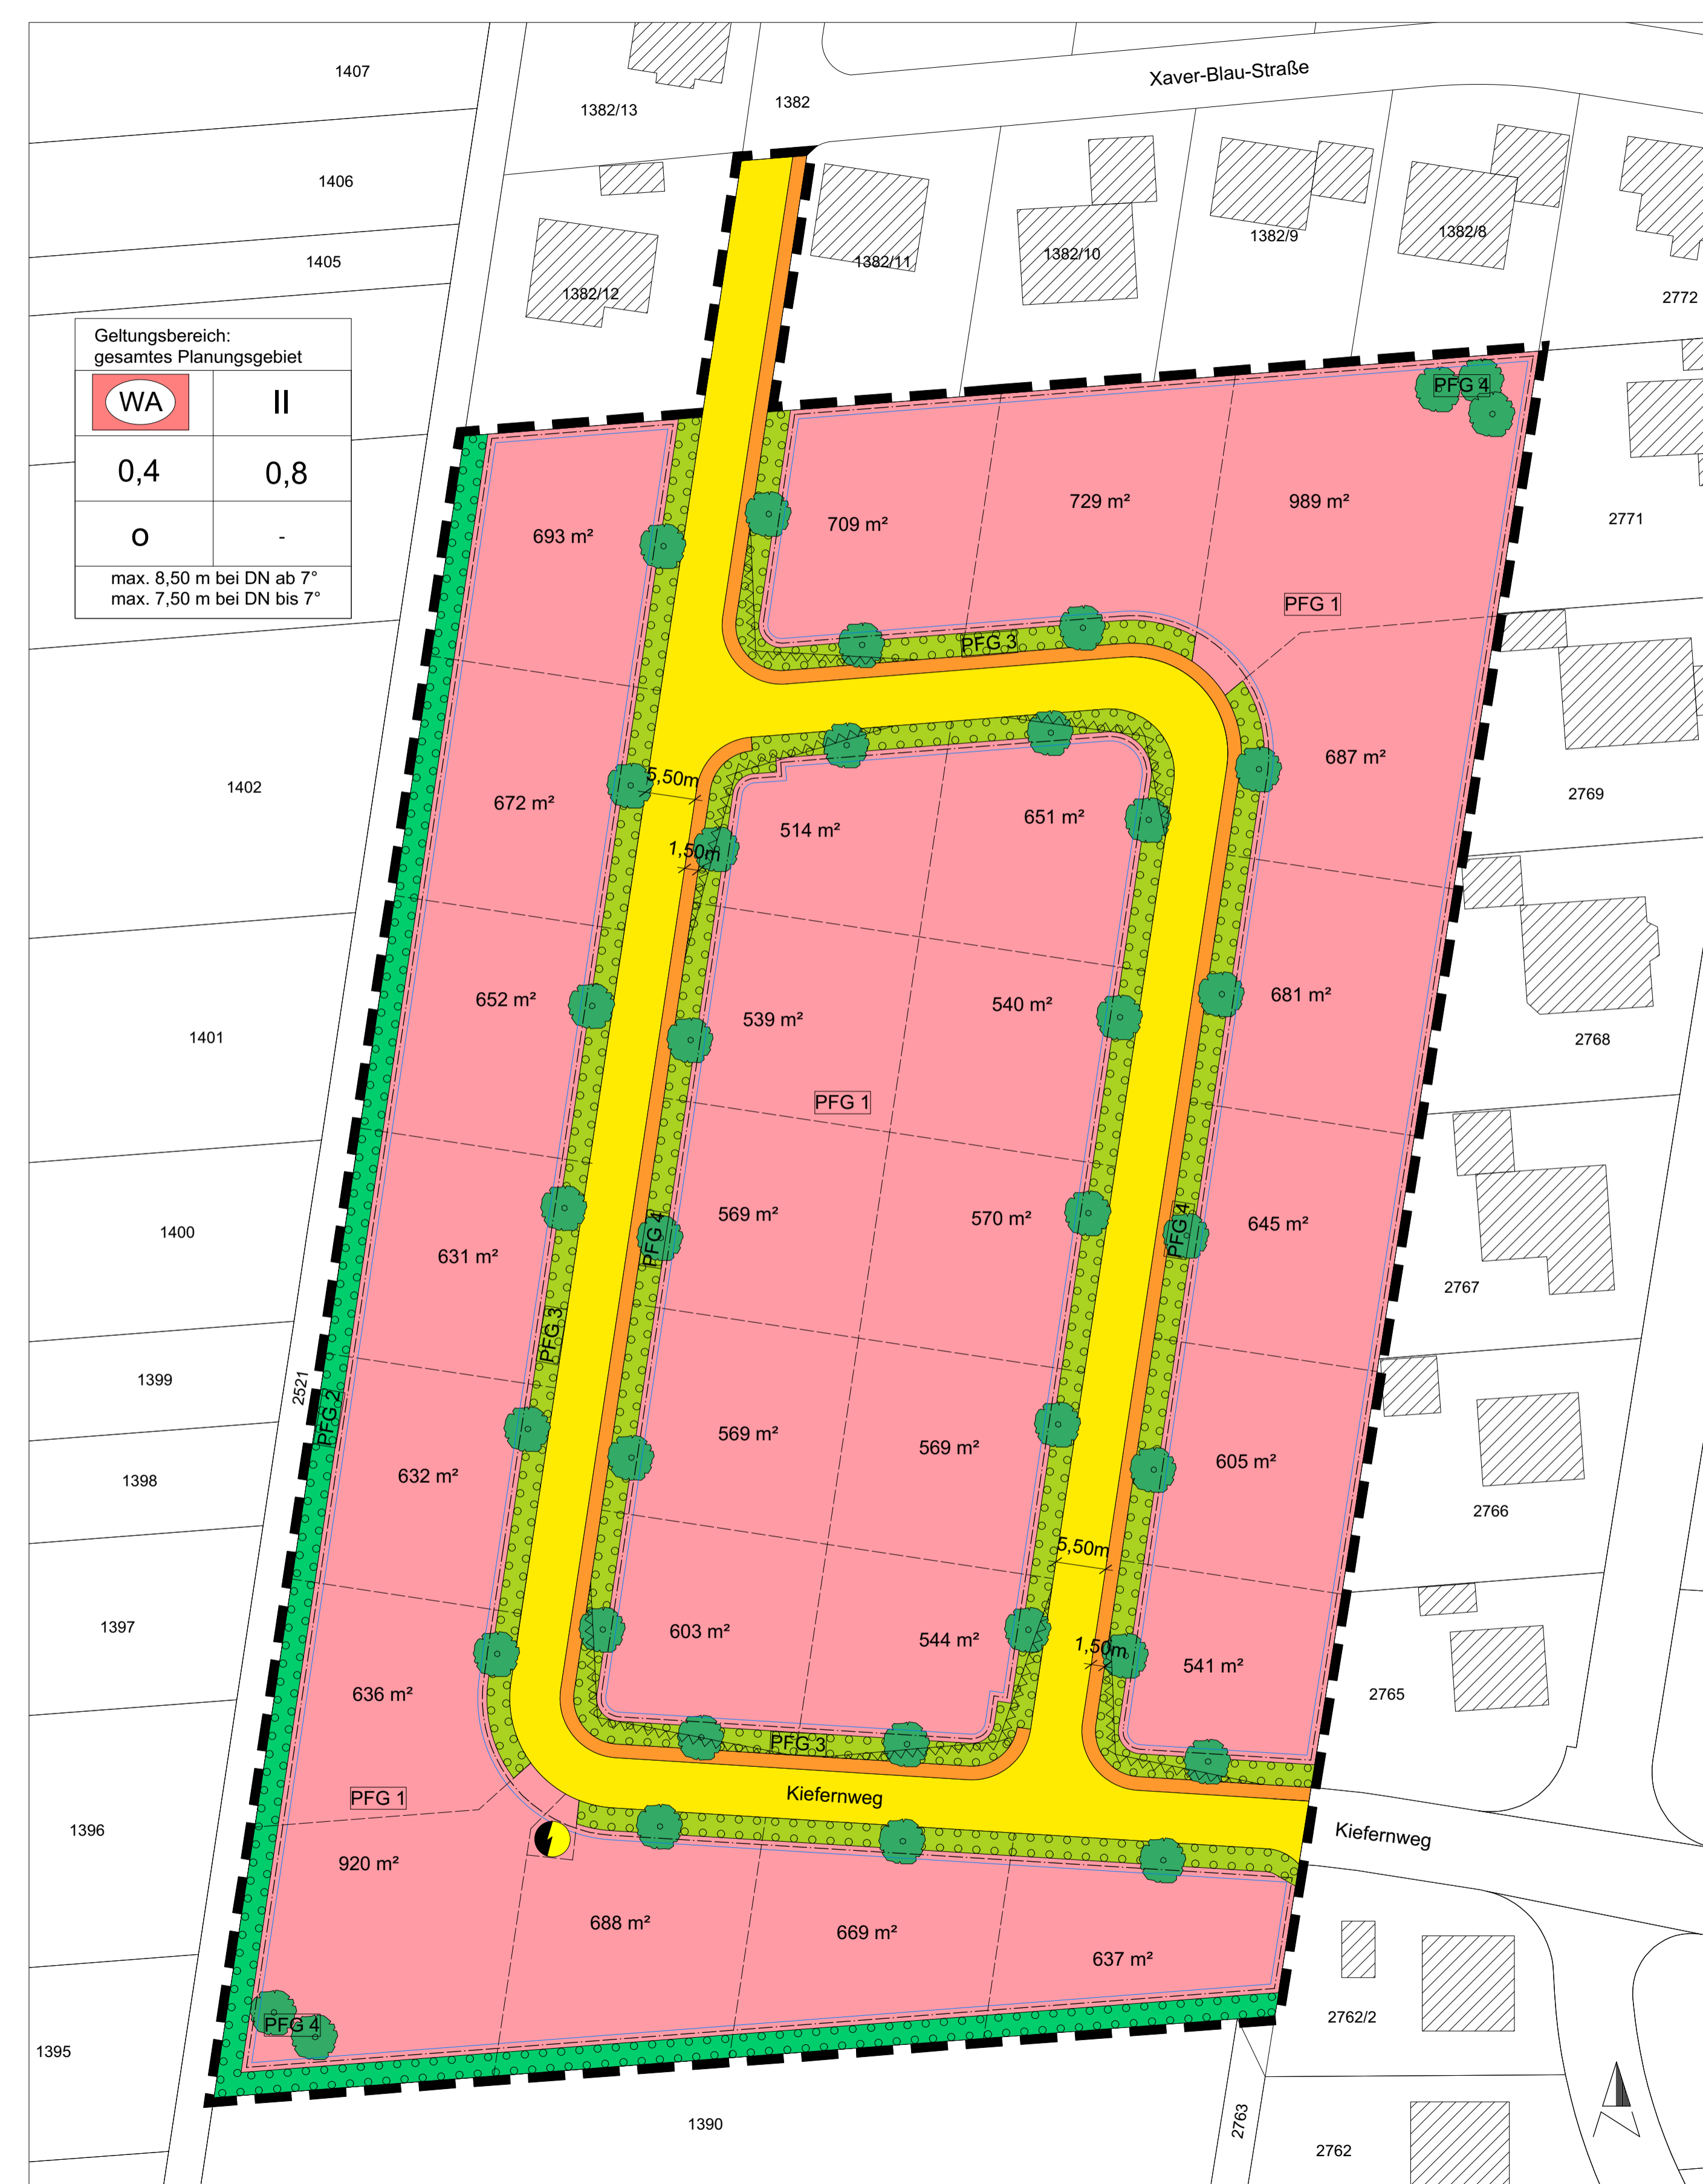 1407
Xaver-Blau-Straße
1382/13
1382
1406
1405
1382/12
1382/11
1382/10
1382/9
1382/8
2772
Geltungsbereich:
gesamtes Planungsgebiet
WA
II
0,4
0,8
o
-
max. 8,50 m bei DN ab 7°
max. 7,50 m bei DN bis 7°
PFG 4
693 m²
709 m²
729 m²
989 m²
2771
PFG 1
PFG 3
1402
672 m²
5,50m
1,50m
514 m²
651 m²
687 m²
2769
1401
652 m²
539 m²
540 m²
681 m²
2768
PFG 1
1400
631 m²
PFG 4
569 m²
570 m²
PFG 4
645 m²
2767
PFG 3
1399
2521
PFG 2
1398
632 m²
569 m²
569 m²
605 m²
2766
5,50m
1397
603 m²
544 m²
1,50m
541 m²
2765
636 m²
PFG 3
PFG 1
Kiefernweg
Kiefernweg
1396
920 m²
688 m²
669 m²
637 m²
2762/2
PFG 4
1395
1390
2763
2762